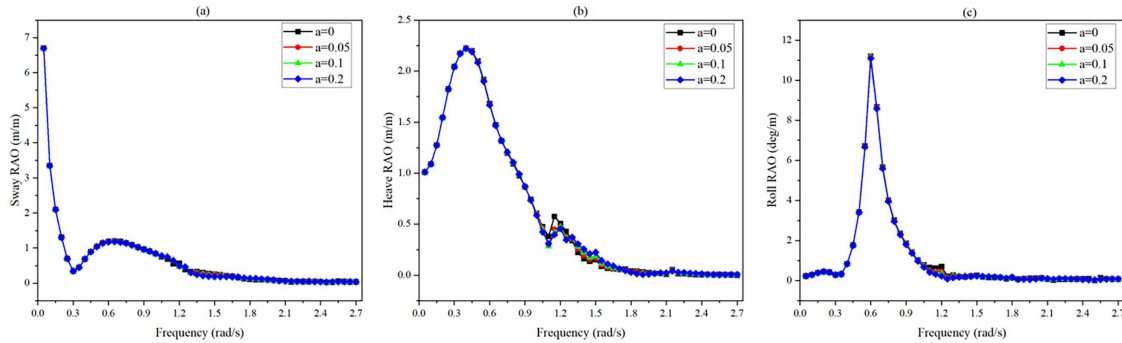 (a)
Sway RAO (m/m)
7
6
5
4
3
2
1
0
a=0
a=0.05
a=0.1
a=0.2
0.0 0.3 0.6 0.9 1.2 1.5 1.8 2.1 2.4 2.7
Frequency (rad/s)
(b)
Heave RAO (m/m)
2.5
2.0
1.5
1.0
0.5
0.0
a=0
a=0.05
a=0.1
a=0.2
0.0 0.3 0.6 0.9 1.2 1.5 1.8 2.1 2.4 2.7
Frequency (rad/s)
(c)
Roll RAO (deg/m)
12
10
8
6
4
2
0
a=0
a=0.05
a=0.1
a=0.2
0.0 0.3 0.6 0.9 1.2 1.5 1.8 2.1 2.4 2.7
Frequency (rad/s)